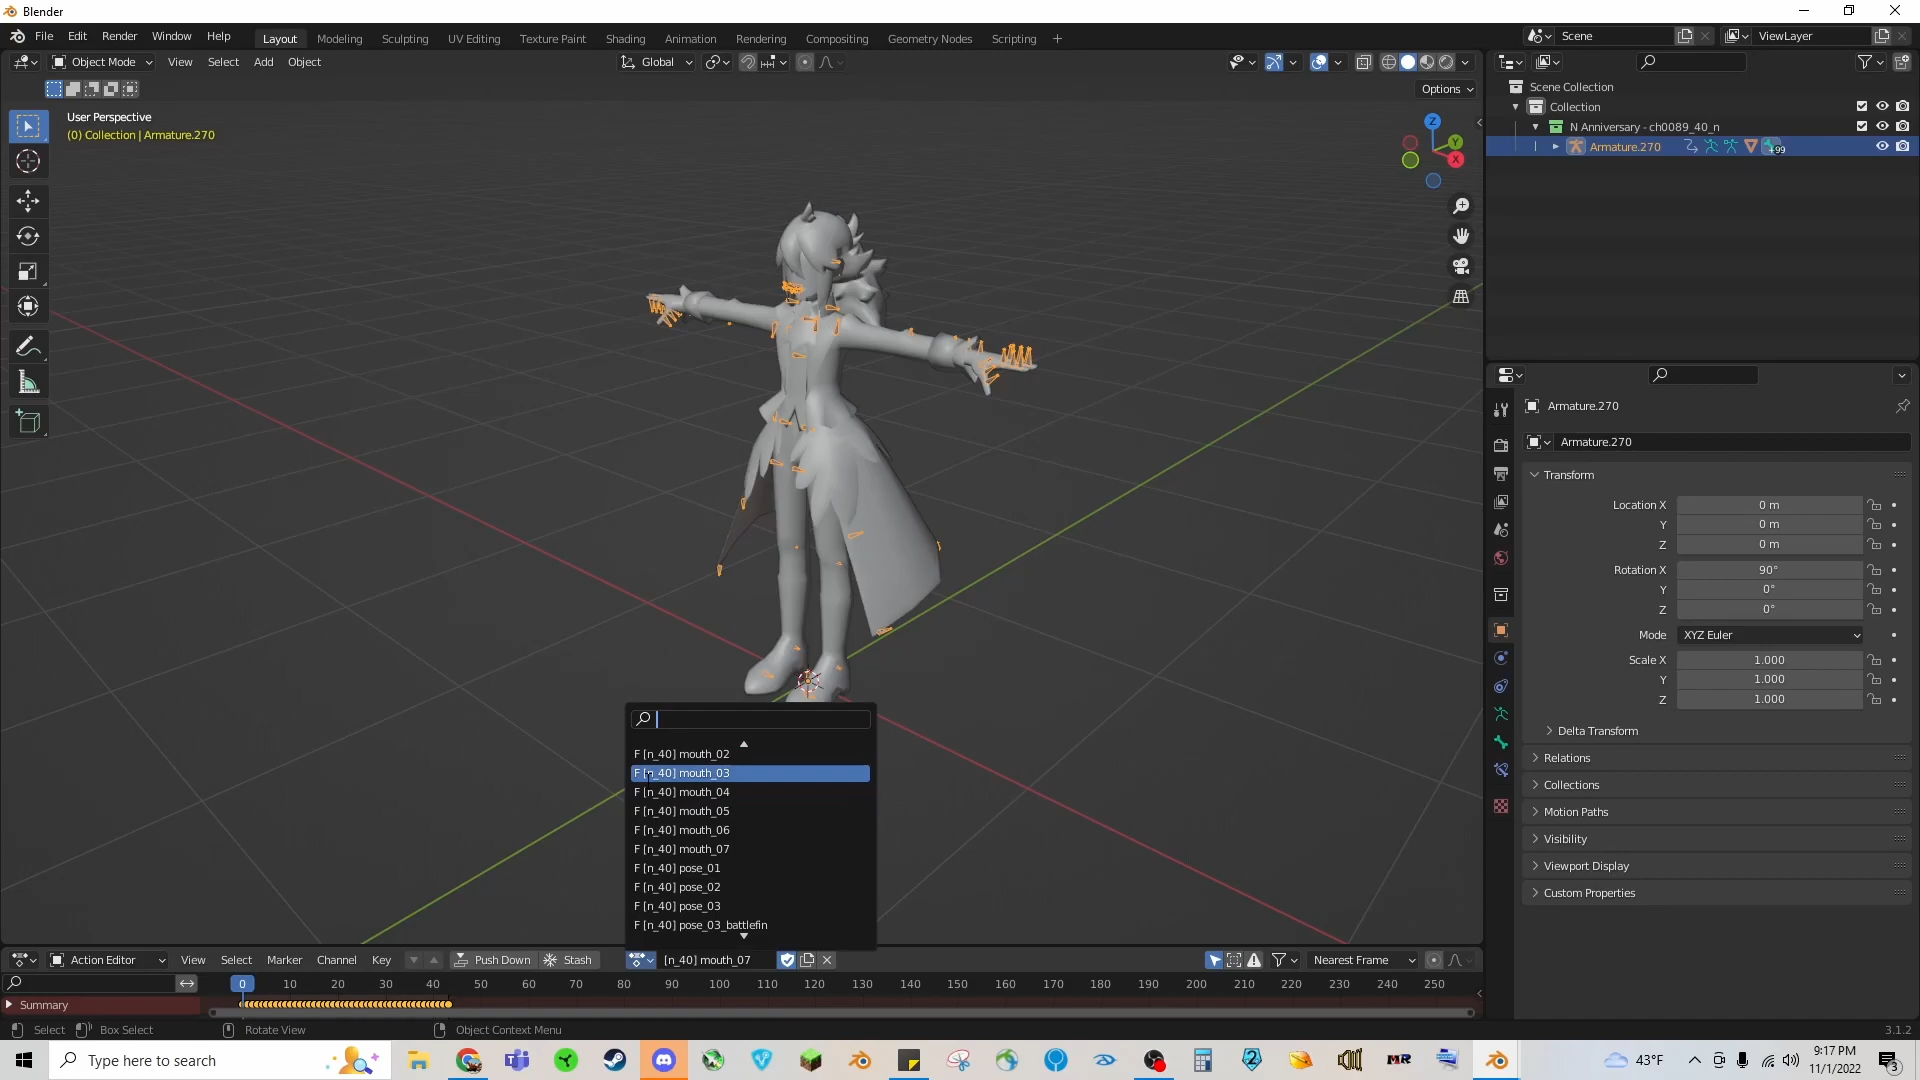 Blender
File Edit Render Window Help
Layout Modeling Sculpting UV Editing Texture Paint Shading Animation Rendering Compositing Geometry Nodes Scripting
Scene
ViewLayer
Object Mode View Select Add Object
Global
Options
User Perspective
(0) Collection | Armature.270
Z
Y
X
Scene Collection
Collection
N Anniversary - ch0089_40_n
Armature.270
+99
Armature.270
Armature.270
Transform
Location X 0 m
Y 0 m
Z 0 m
Rotation X 90°
Y 0°
Z 0°
Mode XYZ Euler
Scale X 1.000
Y 1.000
Z 1.000
Delta Transform
Relations
Collections
Motion Paths
Visibility
Viewport Display
Custom Properties
F [n_40] mouth_02
F [n_40] mouth_03
F [n_40] mouth_04
F [n_40] mouth_05
F [n_40] mouth_06
F [n_40] mouth_07
F [n_40] pose_01
F [n_40] pose_02
F [n_40] pose_03
F [n_40] pose_03_battlefin
Action Editor View Select Marker Channel Key Push Down Stash [n_40] mouth_07 Nearest Frame
0 10 20 30 40 50 60 70 80 90 100 110 120 130 140 150 160 170 180 190 200 210 220 230 240 250
Summary
Select Box Select Rotate View Object Context Menu 3.1.2
Type here to search
MR
43°F
9:17 PM
11/1/2022
3